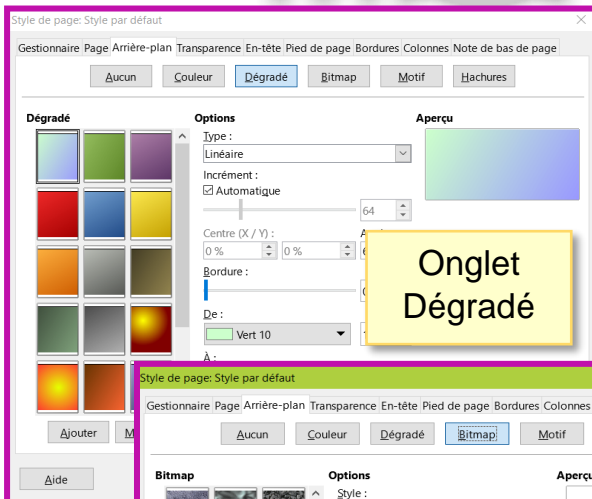 Style de page: Style par défaut
Gestionnaire Page Arrière-plan Transparence En-tête Pied de page Bordures Colonnes Note de bas de page
Aucun Couleur Dégradé Bitmap Motif Hachures
Dégradé Options Aperçu
Type :
Linéaire
Incrément :
Automatique
64
Centre (X / Y) :
0 % 0 %
Bordure :
Onglet
Dégradé
De :
Vert 10
À :
Ajouter
Aide
Style de page: Style par défaut
Gestionnaire Page Arrière-plan Transparence En-tête Pied de page Bordures Colonnes
Aucun Couleur Dégradé Bitmap Motif
Bitmap Options Aperçu
Style :